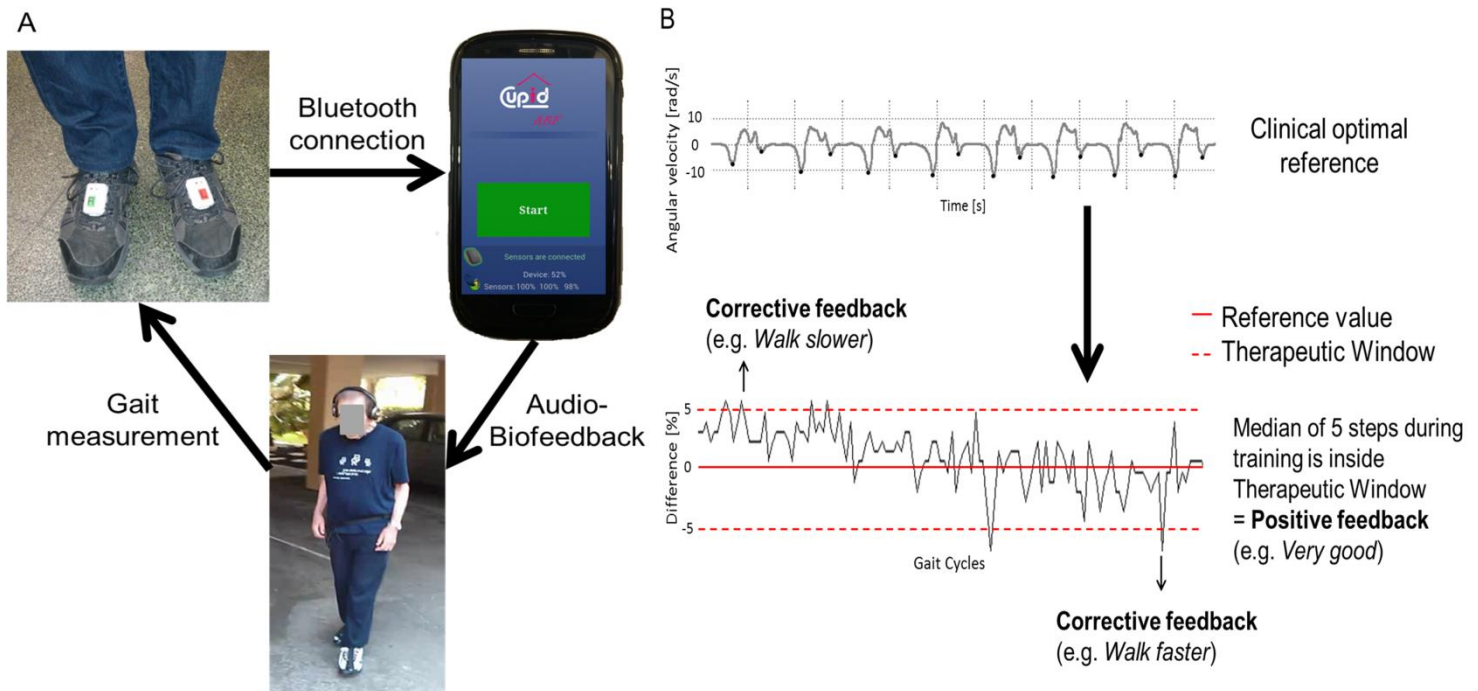 A
Bluetooth
connection
Cupid
ABF
Start
Sensors are connected
Device: 52%
Sensors: 100% 100% 98%
Gait
measurement
Audio-
Biofeedback
B
Angular velocity [rad/s]
10
0
-10
Time [s]
Clinical optimal
reference
Corrective feedback
(e.g. Walk slower)
Reference value
Therapeutic Window
Difference [%]
5
0
-5
Gait Cycles
Median of 5 steps during
training is inside
Therapeutic Window
= Positive feedback
(e.g. Very good)
Corrective feedback
(e.g. Walk faster)